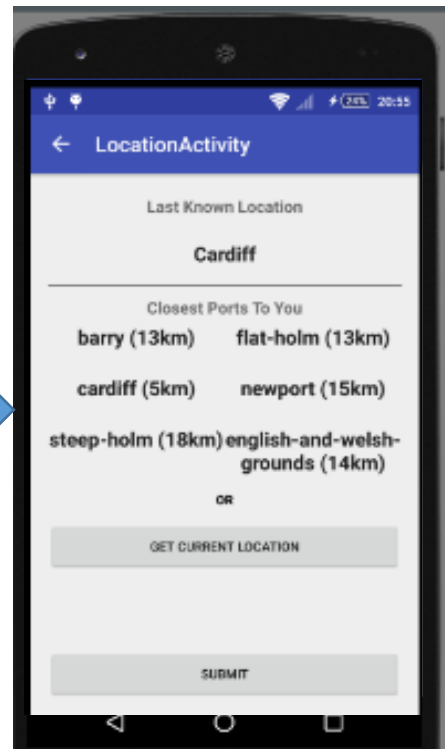 24% 20:55
LocationActivity
Last Known Location
Cardiff
Closest Ports To You
barry (13km) flat-holm (13km)
cardiff (5km) newport (15km)
steep-holm (18km) english-and-welsh-
grounds (14km)
OR
GET CURRENT LOCATION
SUBMIT